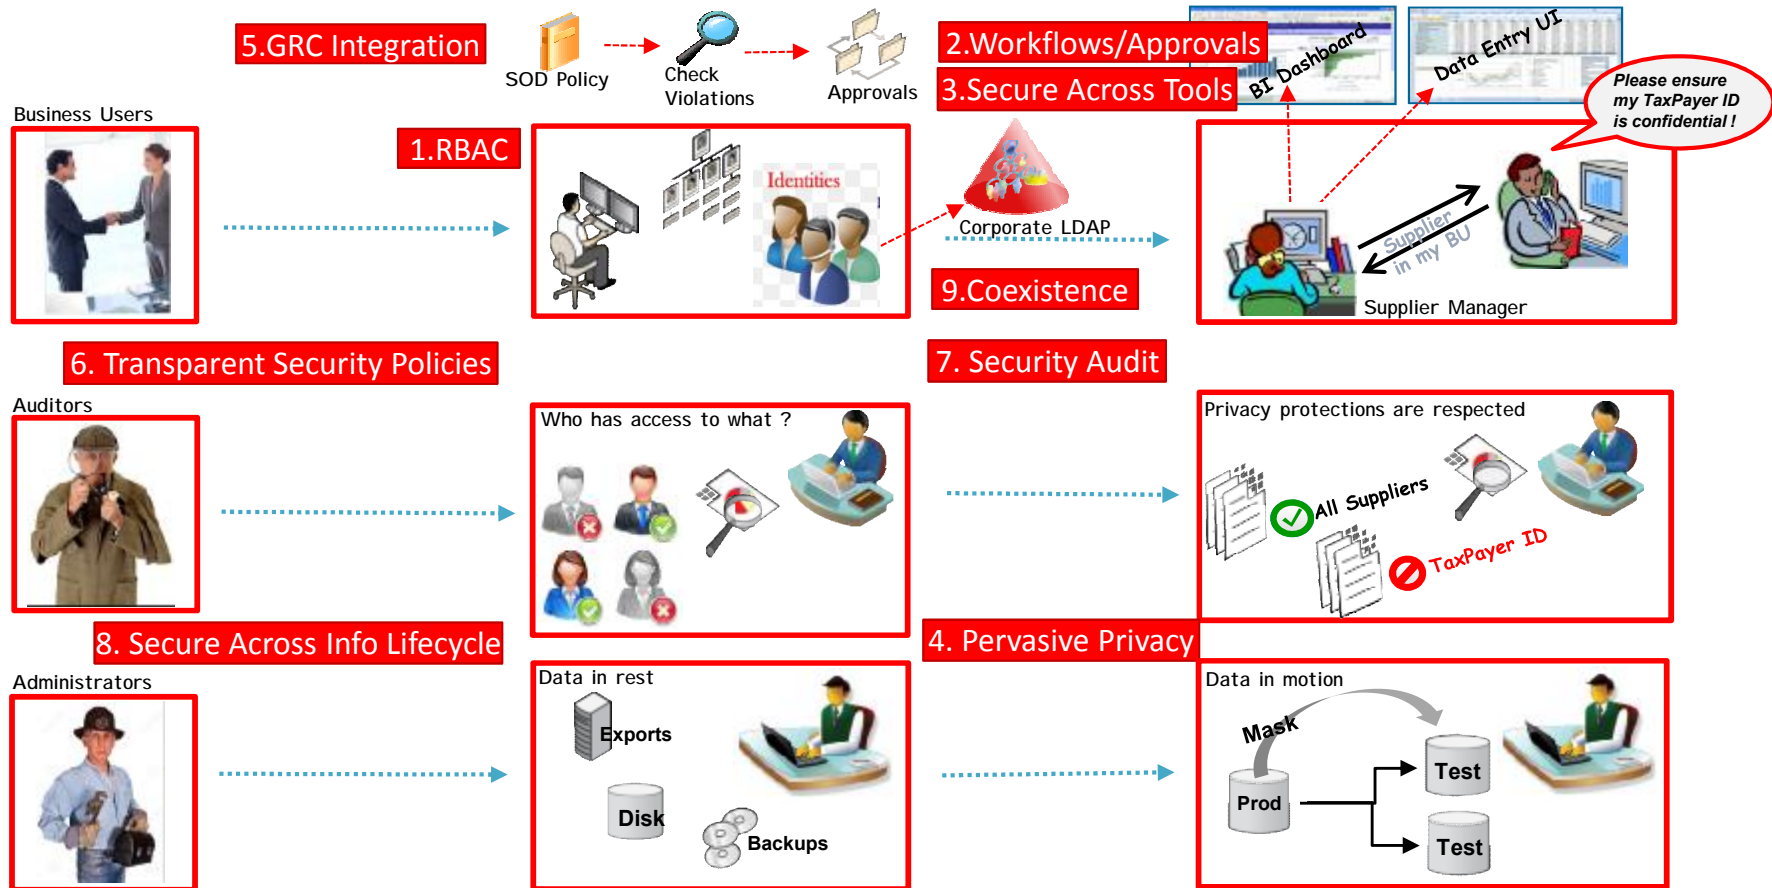 5.GRC Integration
SOD Policy
Check
Violations
Approvals
2.Workflows/Approvals
3.Secure Across Tools
BI Dashboard
Data Entry UI
Please ensure
my TaxPayer ID
is confidential !
Business Users
1.RBAC
Identities
Corporate LDAP
9.Coexistence
Supplier
in my BU
Supplier Manager
6. Transparent Security Policies
7. Security Audit
Auditors
Who has access to what ?
Privacy protections are respected
All Suppliers
TaxPayer ID
8. Secure Across Info Lifecycle
4. Pervasive Privacy
Administrators
Data in rest
Exports
Disk
Backups
Data in motion
Mask
Prod
Test
Test